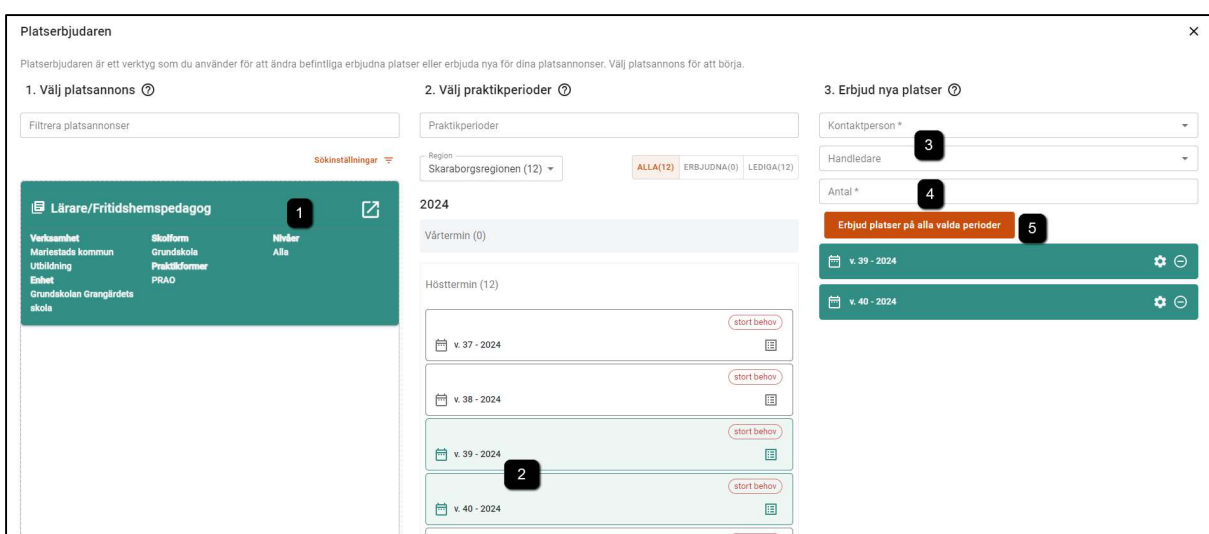 Platserbjudaren
Platserbjudaren är ett verktyg som du använder för att ändra befintliga erbjudna platser eller erbjuda nya för dina platsannonser. Välj platsannons för att börja.
1. Välj platsannons
Filtrera platsannonser
Sökinställningar
Lärare/Fritidshemspedagog
1
Verksamhet
Mariestads kommun
Utbildning
Enhet
Grundskolan Grangärdets
skola
Skolform
Grundskola
Praktikformer
PRAO
Nivåer
Alla
2. Välj praktikperioder
Praktikperioder
Region
Skaraborgsregionen (12)
ALLA(12) ERBJUDNA(0) LEDIGA(12)
2024
Vårtermin (0)
Hösttermin (12)
stort behov
v. 37 - 2024
stort behov
v. 38 - 2024
stort behov
v. 39 - 2024
2
stort behov
v. 40 - 2024
3. Erbjud nya platser
Kontaktperson *
3
Handledare
Antal *
4
Erbjud platser på alla valda perioder
5
v. 39 - 2024
v. 40 - 2024